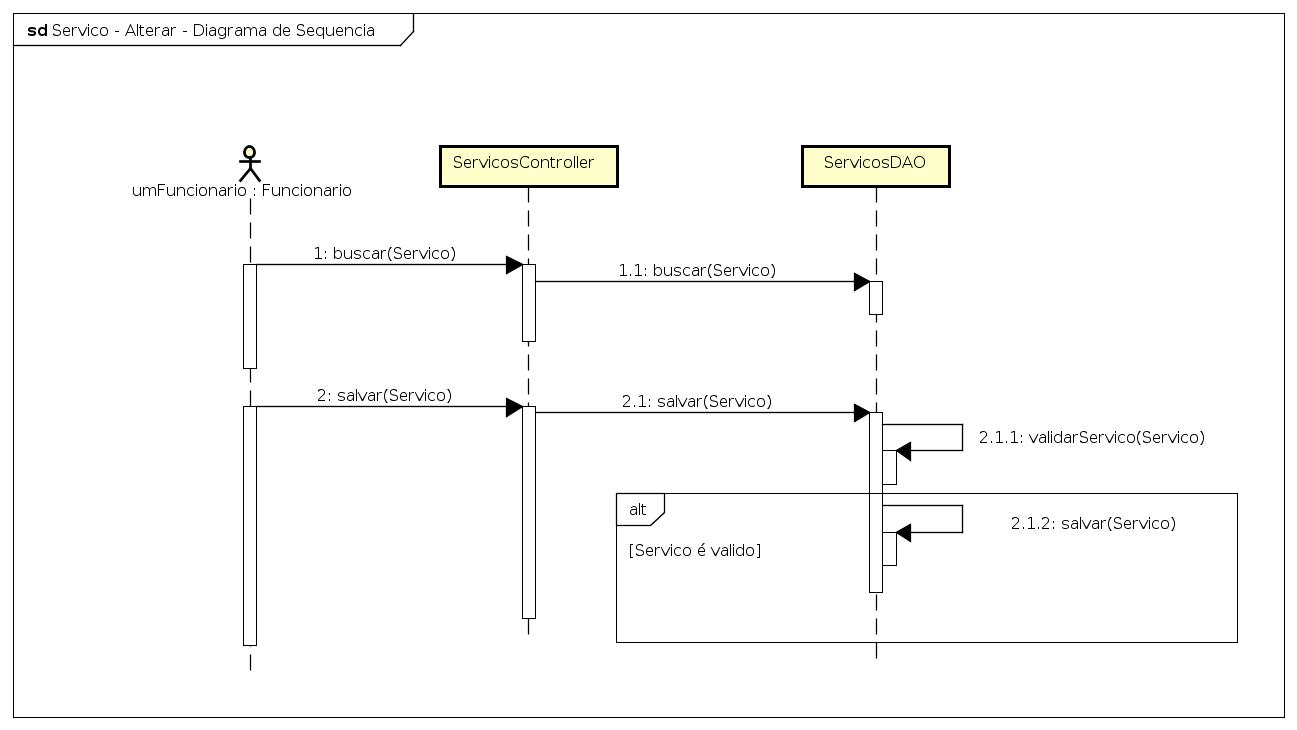 sd Servico - Alterar - Diagrama de Sequencia
umFuncionario : Funcionario
ServicosController
ServicosDAO
1: buscar(Servico)
1.1: buscar(Servico)
2: salvar(Servico)
2.1: salvar(Servico)
2.1.1: validarServico(Servico)
alt
2.1.2: salvar(Servico)
[Servico é valido]